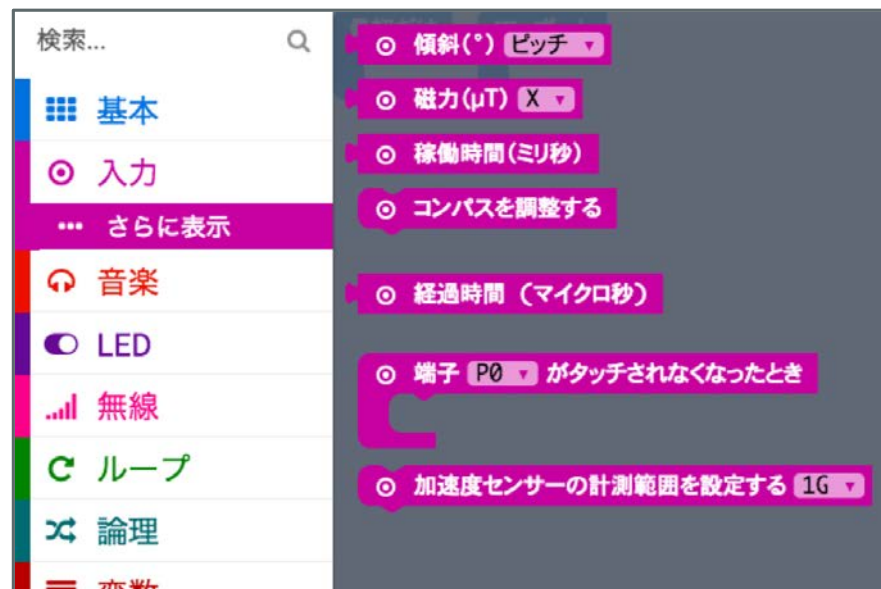 検索...
基本
入力
さらに表示
音楽
LED
無線
ループ
論理
変数
傾斜(°) ピッチ
磁力(μT) X
稼働時間(ミリ秒)
コンパスを調整する
経過時間 (マイクロ秒)
端子 P0 がタッチされなくなったとき
加速度センサーの計測範囲を設定する 1G